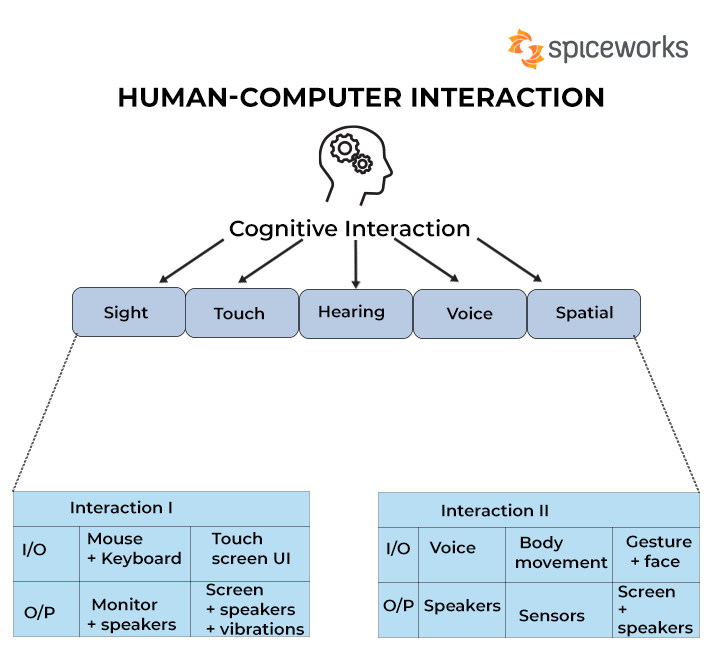 spiceworks
HUMAN-COMPUTER INTERACTION
Cognitive Interaction
Sight
Touch
Hearing
Voice
Spatial
Interaction I
I/O
Mouse
+ Keyboard
Touch
screen UI
O/P
Monitor
+ speakers
Screen
+ speakers
+ vibrations
Interaction II
I/O
Voice
Body
movement
Gesture
+ face
O/P
Speakers
Sensors
Screen
+
speakers